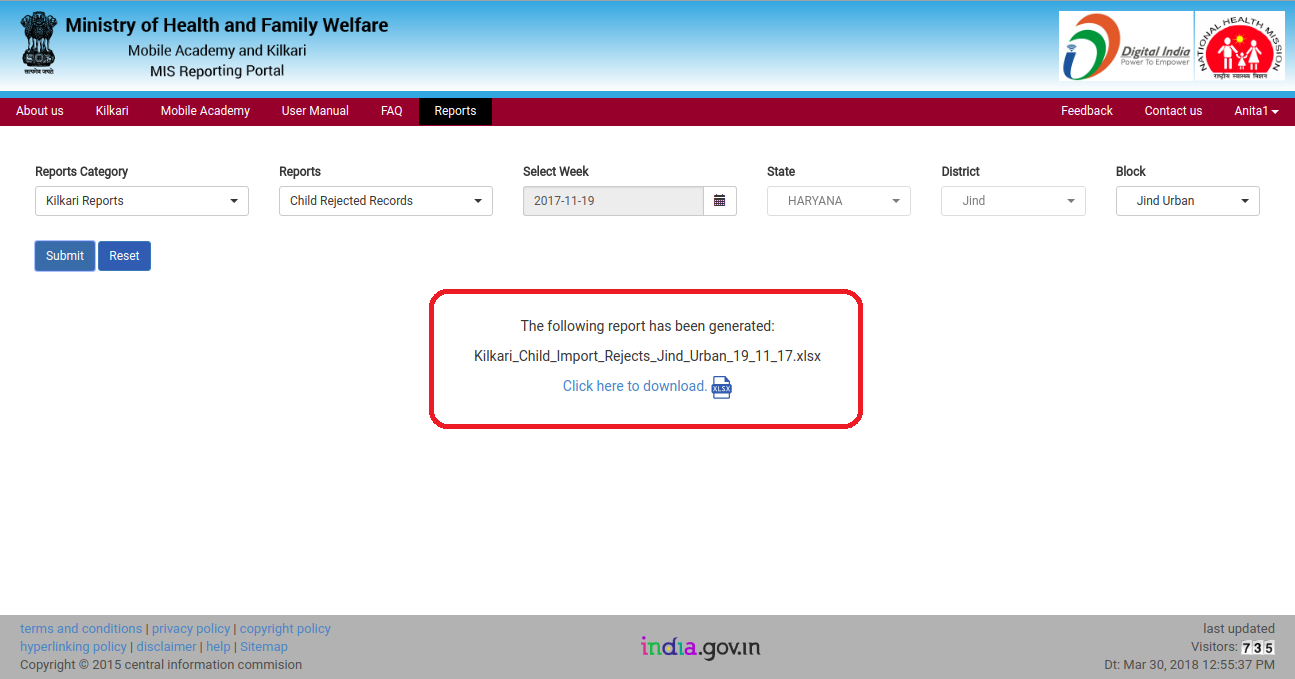 Ministry of Health and Family Welfare
Mobile Academy and Kilkari
MIS Reporting Portal
सत्यमेव जयते
Digital India
Power To Empower
NATIONAL HEALTH MISSION
राष्ट्रीय स्वास्थ्य मिशन
About us Kilkari Mobile Academy User Manual FAQ Reports Feedback Contact us Anita1
Reports Category Reports Select Week State District Block
Kilkari Reports Child Rejected Records 2017-11-19 HARYANA Jind Jind Urban
Submit Reset
The following report has been generated:
Kilkari_Child_Import_Rejects_Jind_Urban_19_11_17.xlsx
Click here to download. XLSX
terms and conditions | privacy policy | copyright policy
hyperlinking policy | disclaimer | help | Sitemap
Copyright © 2015 central information commision
india.gov.in
last updated
Visitors: 735
Dt: Mar 30, 2018 12:55:37 PM